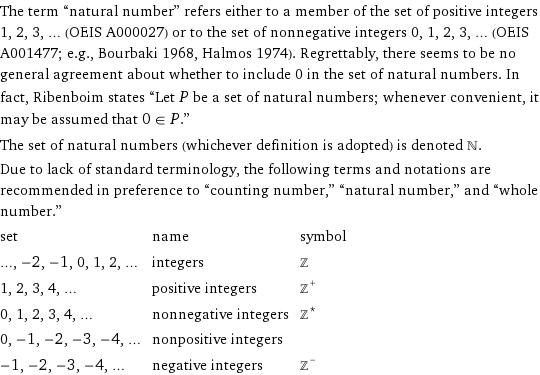 The term “natural number” refers either to a member of the set of positive integers
1, 2, 3, ... (OEIS A000027) or to the set of nonnegative integers 0, 1, 2, 3, ... (OEIS
A001477; e.g., Bourbaki 1968, Halmos 1974). Regrettably, there seems to be no
general agreement about whether to include 0 in the set of natural numbers. In
fact, Ribenboim states “Let P be a set of natural numbers; whenever convenient, it
may be assumed that 0 ∈ P.”
The set of natural numbers (whichever definition is adopted) is denoted ℕ.
Due to lack of standard terminology, the following terms and notations are
recommended in preference to “counting number,” “natural number,” and “whole
number.”
set name symbol
..., −2, −1, 0, 1, 2, ... integers ℤ
1, 2, 3, 4, ... positive integers ℤ⁺
0, 1, 2, 3, 4, ... nonnegative integers ℤ*
0, −1, −2, −3, −4, ... nonpositive integers
−1, −2, −3, −4, ... negative integers ℤ⁻